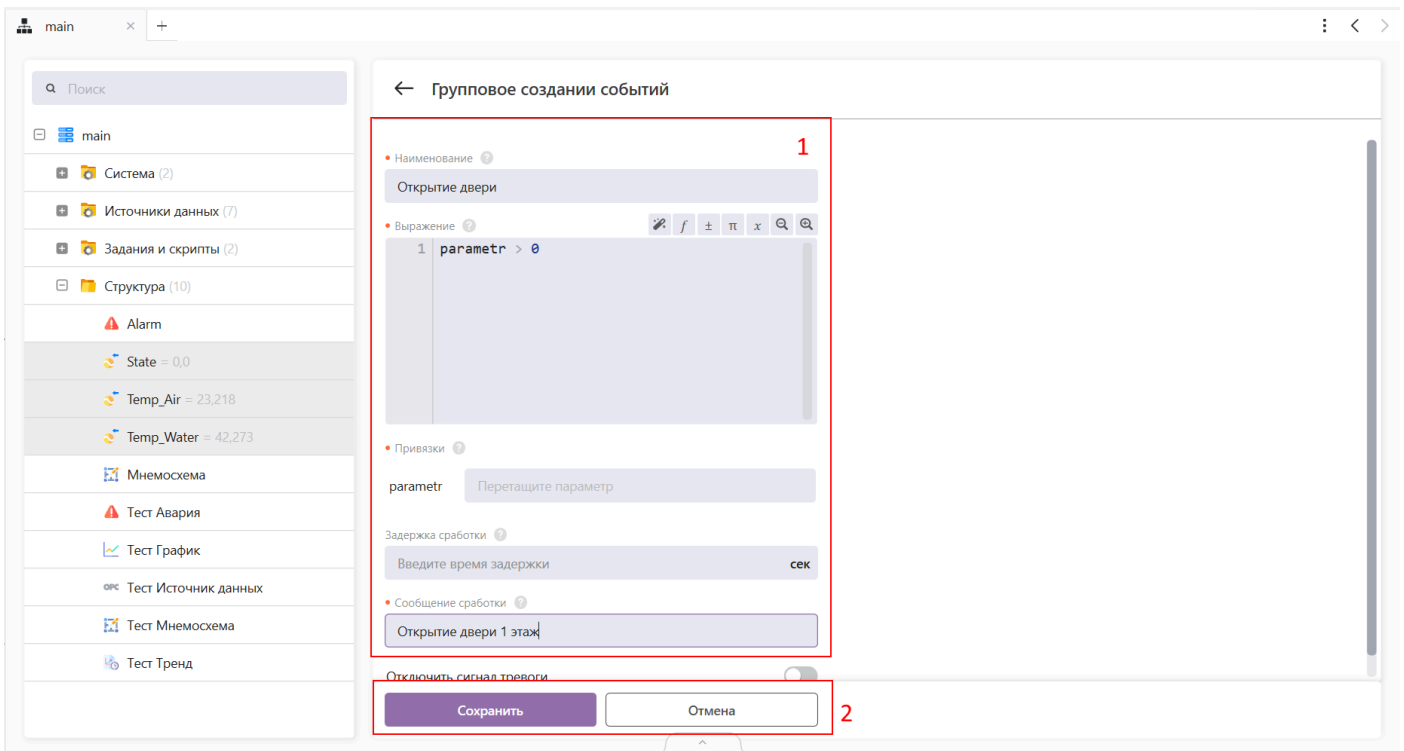 main × +
Поиск
Групповое создании событий
main
1
• Наименование ?
Система (2)
Открытие двери
Источники данных (7)
• Выражение ? f ± π x
Задания и скрипты (2)
1 parametr > 0
Структура (10)
Alarm
State = 0,0
Temp_Air = 23,218
Temp_Water = 42,273
• Привязки ?
Мнемосхема
parametr Перетащите параметр
Тест Авария
Задержка сработки ?
Тест График
Введите время задержки сек
OPC Тест Источник данных
• Сообщение сработки ?
Тест Мнемосхема
Открытие двери 1 этаж
Тест Тренд
Отключить сигнал тревоги
Сохранить Отмена 2